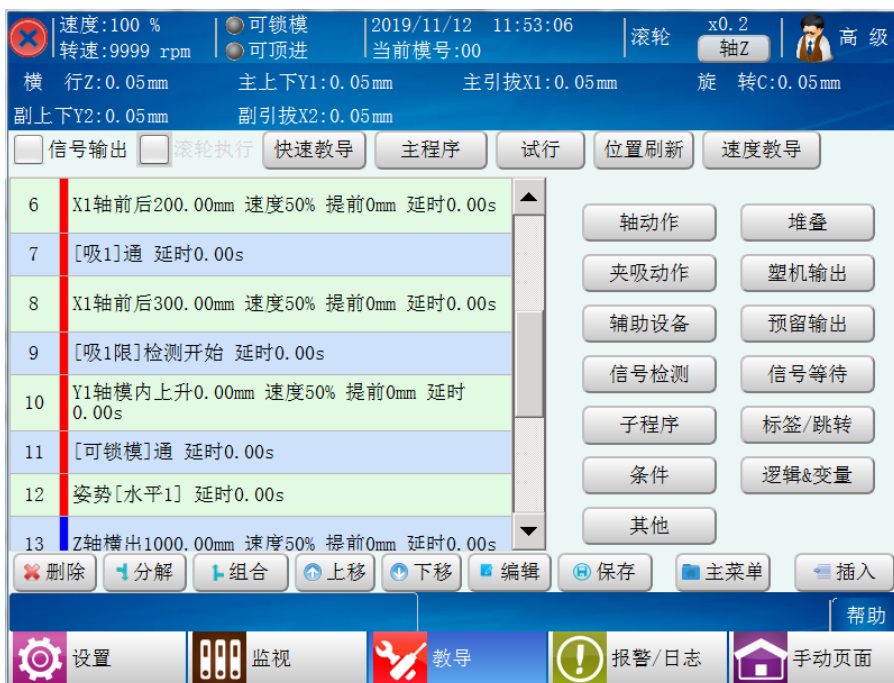 速度:100 % 可锁模 2019/11/12 11:53:06 滚轮 x0.2 高 级
转速:9999 rpm 可顶进 当前模号:00 轴Z
横 行Z:0.05mm 主上下Y1:0.05mm 主引拔X1:0.05mm 旋 转C:0.05mm
副上下Y2:0.05mm 副引拔X2:0.05mm
信号输出 滚轮执行 快速教导 主程序 试行 位置刷新 速度教导
6 X1轴前后200.00mm 速度50% 提前0mm 延时0.00s
7 [吸1]通 延时0.00s
8 X1轴前后300.00mm 速度50% 提前0mm 延时0.00s
9 [吸1限]检测开始 延时0.00s
10 Y1轴模内上升0.00mm 速度50% 提前0mm 延时
0.00s
11 [可锁模]通 延时0.00s
12 姿势[水平1] 延时0.00s
13 Z轴横出1000.00mm 速度50% 提前0mm 延时0.00s
轴动作 堆叠
夹吸动作 塑机输出
辅助设备 预留输出
信号检测 信号等待
子程序 标签/跳转
条件 逻辑&变量
其他
删除 分解 组合 上移 下移 编辑 保存 主菜单 插入
帮助
设置 监视 教导 报警/日志 手动页面